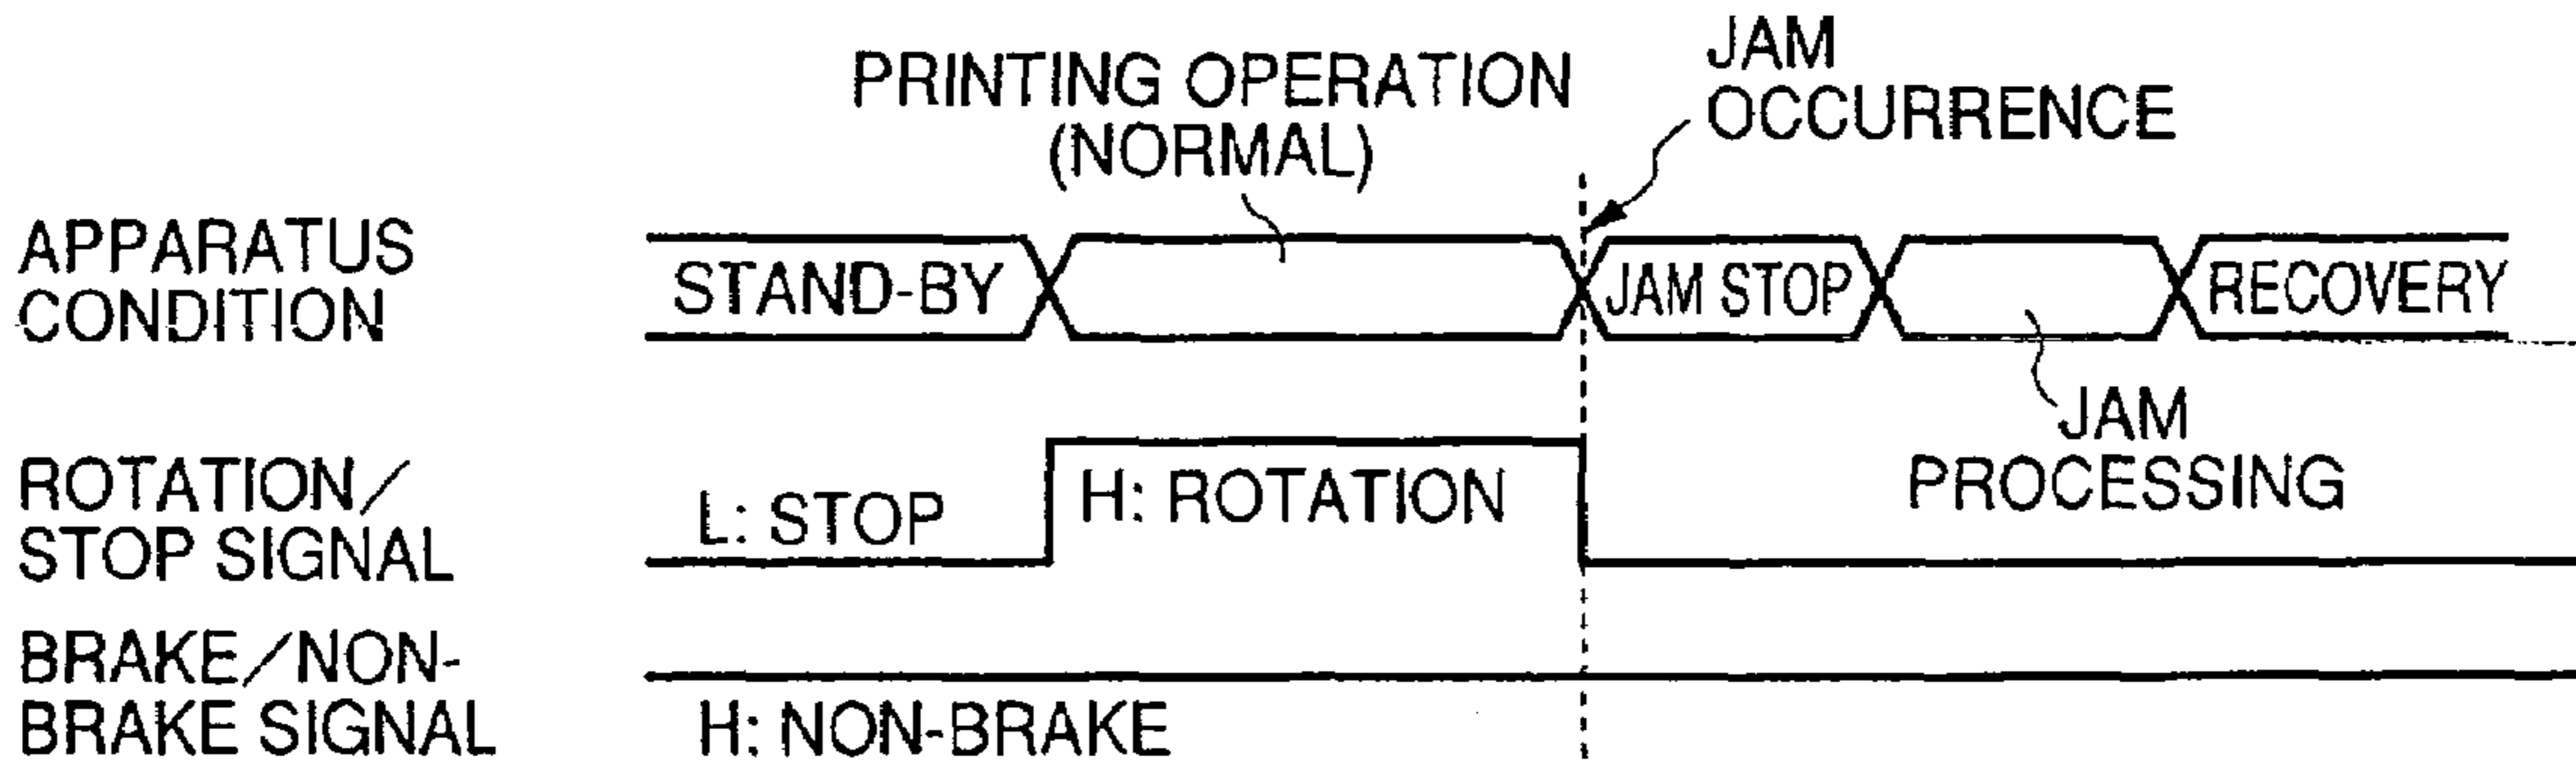 PRINTING OPERATION
(NORMAL)
JAM
OCCURRENCE
APPARATUS
CONDITION
STAND-BY
JAM STOP
RECOVERY
JAM
PROCESSING
ROTATION/
STOP SIGNAL
L: STOP
H: ROTATION
BRAKE/NON-
BRAKE SIGNAL
H: NON-BRAKE